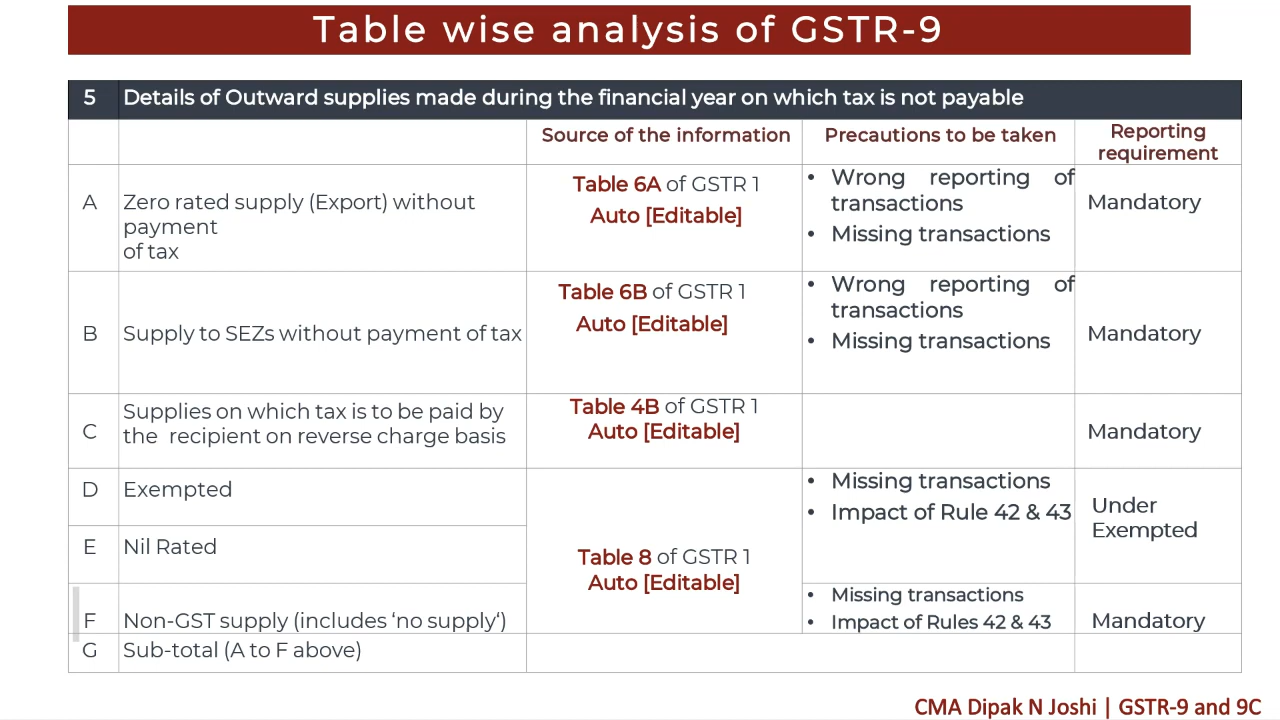 Table wise analysis of GSTR-9
5 Details of Outward supplies made during the financial year on which tax is not payable
Source of the information Precautions to be taken Reporting requirement
A
Zero rated supply (Export) without
payment
of tax
Table 6A of GSTR 1
Auto [Editable]
• Wrong reporting of
transactions
• Missing transactions
Mandatory
B
Supply to SEZs without payment of tax
Table 6B of GSTR 1
Auto [Editable]
• Wrong reporting of
transactions
• Missing transactions
Mandatory
C
Supplies on which tax is to be paid by
the recipient on reverse charge basis
Table 4B of GSTR 1
Auto [Editable]
Mandatory
D
Exempted
• Missing transactions
• Impact of Rule 42 & 43
Under
Exempted
E
Nil Rated
Table 8 of GSTR 1
Auto [Editable]
F
Non-GST supply (includes ‘no supply‘)
• Missing transactions
• Impact of Rules 42 & 43
Mandatory
G
Sub-total (A to F above)
CMA Dipak N Joshi | GSTR-9 and 9C